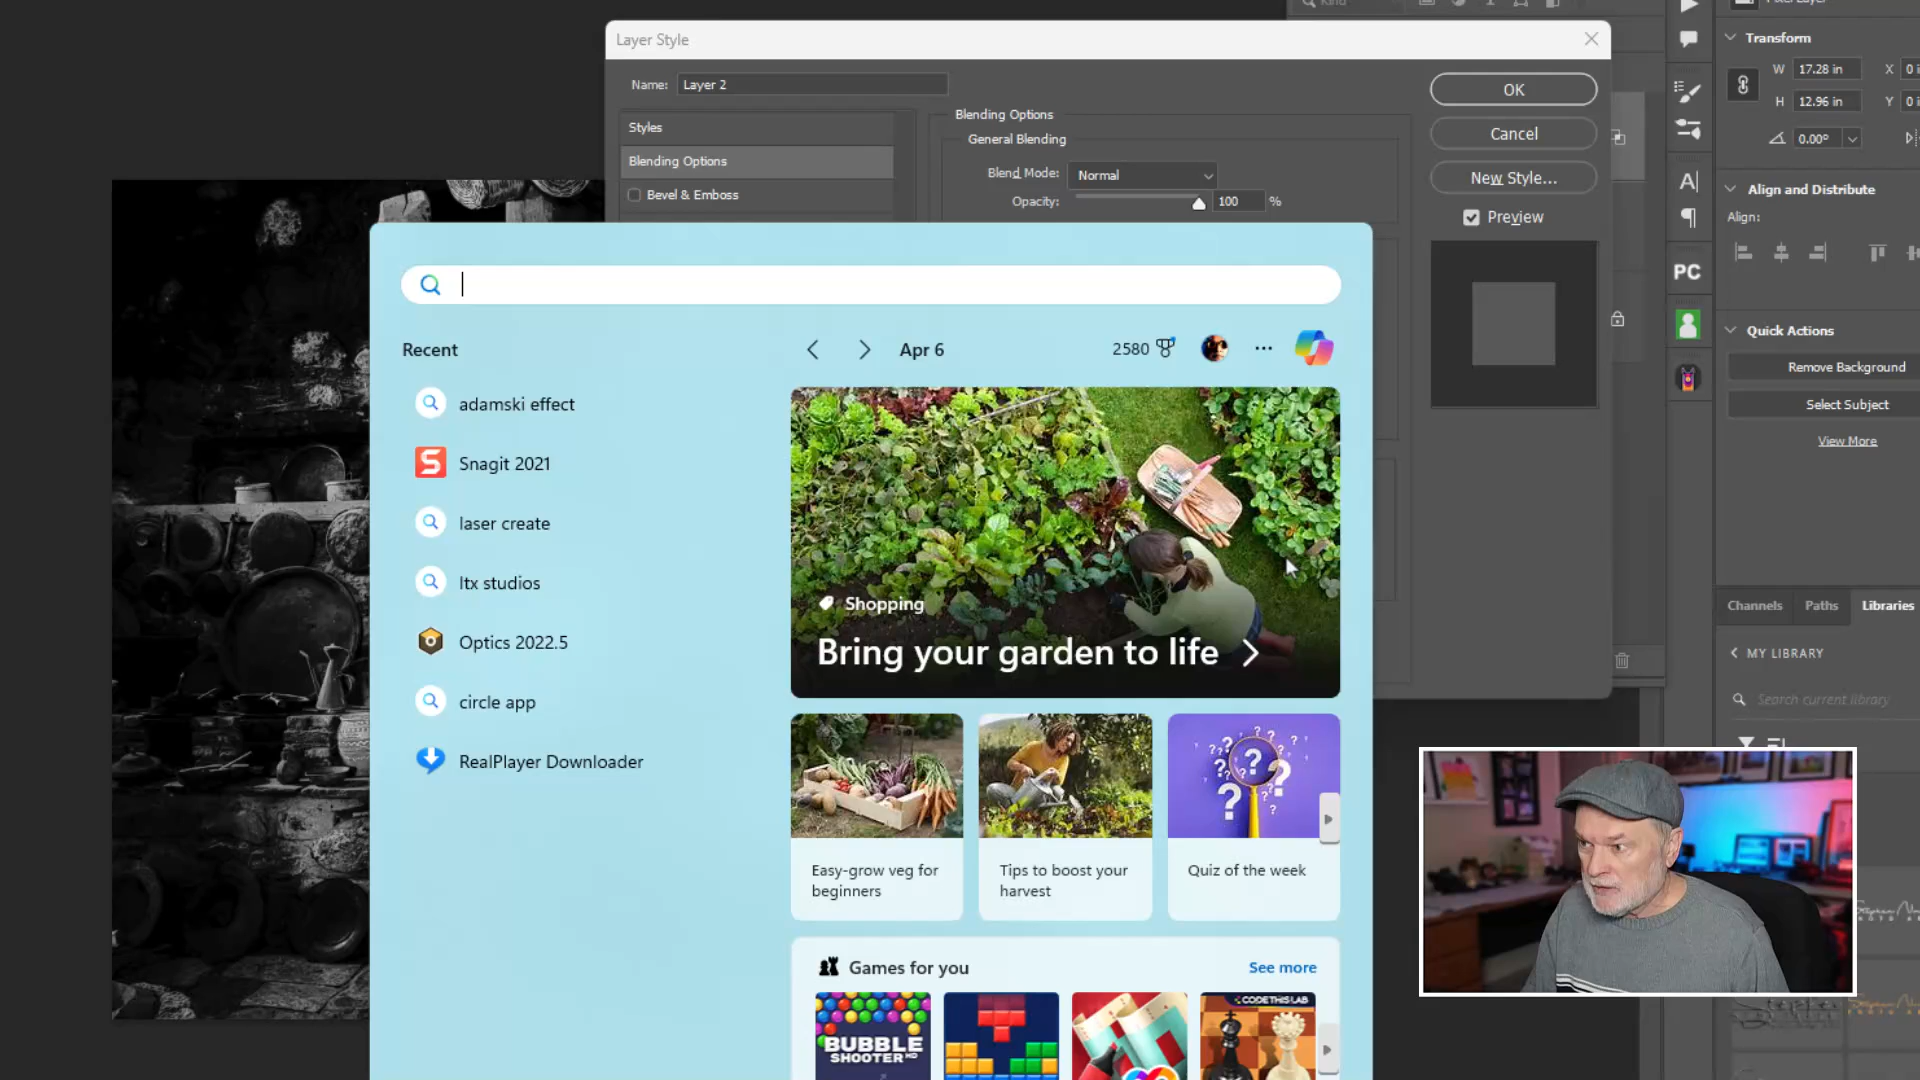 Layer Style
Name: Layer 2
Styles
Blending Options
Bevel & Emboss
Blending Options
General Blending
Blend Mode: Normal
Opacity: 100 %
OK
Cancel
New Style...
Preview
Recent
adamski effect
Snagit 2021
laser create
ltx studios
Optics 2022.5
circle app
RealPlayer Downloader
Apr 6
2580
Shopping
Bring your garden to life
Easy-grow veg for
beginners
Tips to boost your
harvest
Quiz of the week
Games for you
See more
BUBBLE
SHOOTER HD
CODETHISLAB
Transform
W 17.28 in X 0 i
H 12.96 in Y 0 i
0.00°
Align and Distribute
Align:
A
PC
Quick Actions
Remove Background
Select Subject
View More
Channels Paths Libraries
MY LIBRARY
Search current library